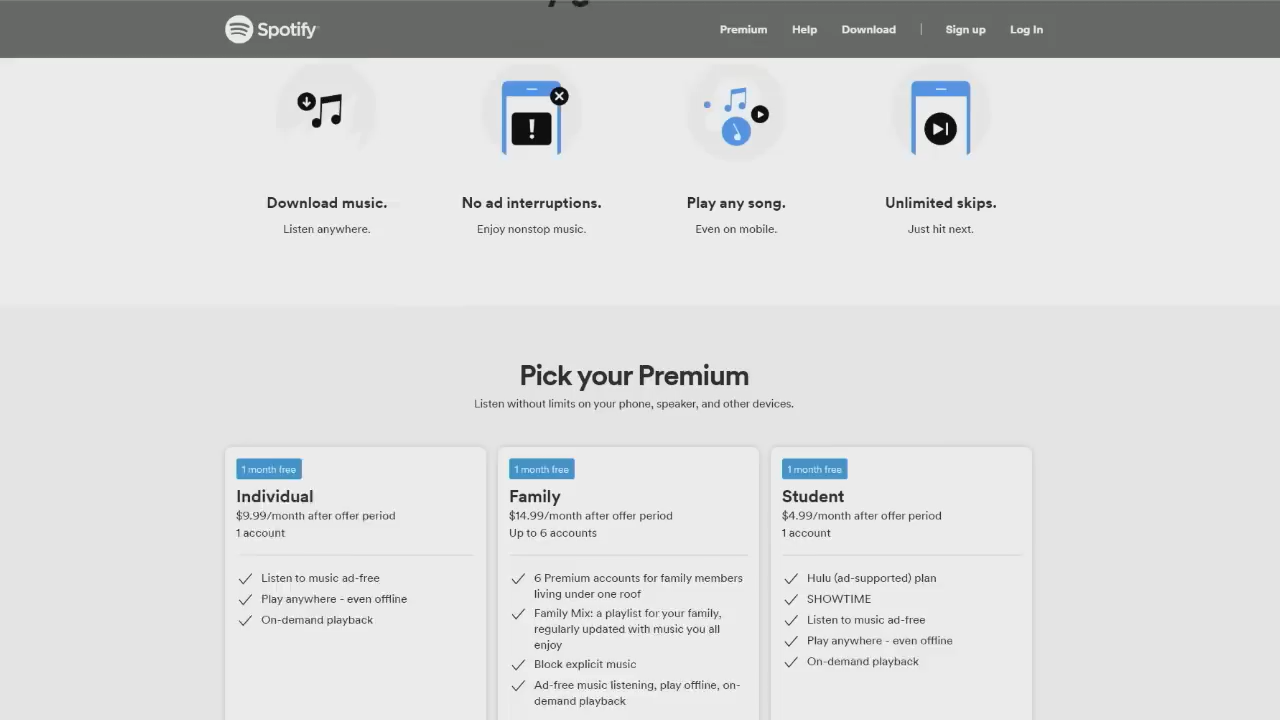 Spotify
Premium
Help
Download
Sign up
Log In
Download music.
Listen anywhere.
No ad interruptions.
Enjoy nonstop music.
Play any song.
Even on mobile.
Unlimited skips.
Just hit next.
Pick your Premium
Listen without limits on your phone, speaker, and other devices.
1 month free
Individual
$9.99/month after offer period
1 account
Listen to music ad-free
Play anywhere - even offline
On-demand playback
1 month free
Family
$14.99/month after offer period
Up to 6 accounts
6 Premium accounts for family members
living under one roof
Family Mix: a playlist for your family,
regularly updated with music you all
enjoy
Block explicit music
Ad-free music listening, play offline, on-
demand playback
1 month free
Student
$4.99/month after offer period
1 account
Hulu (ad-supported) plan
SHOWTIME
Listen to music ad-free
Play anywhere - even offline
On-demand playback